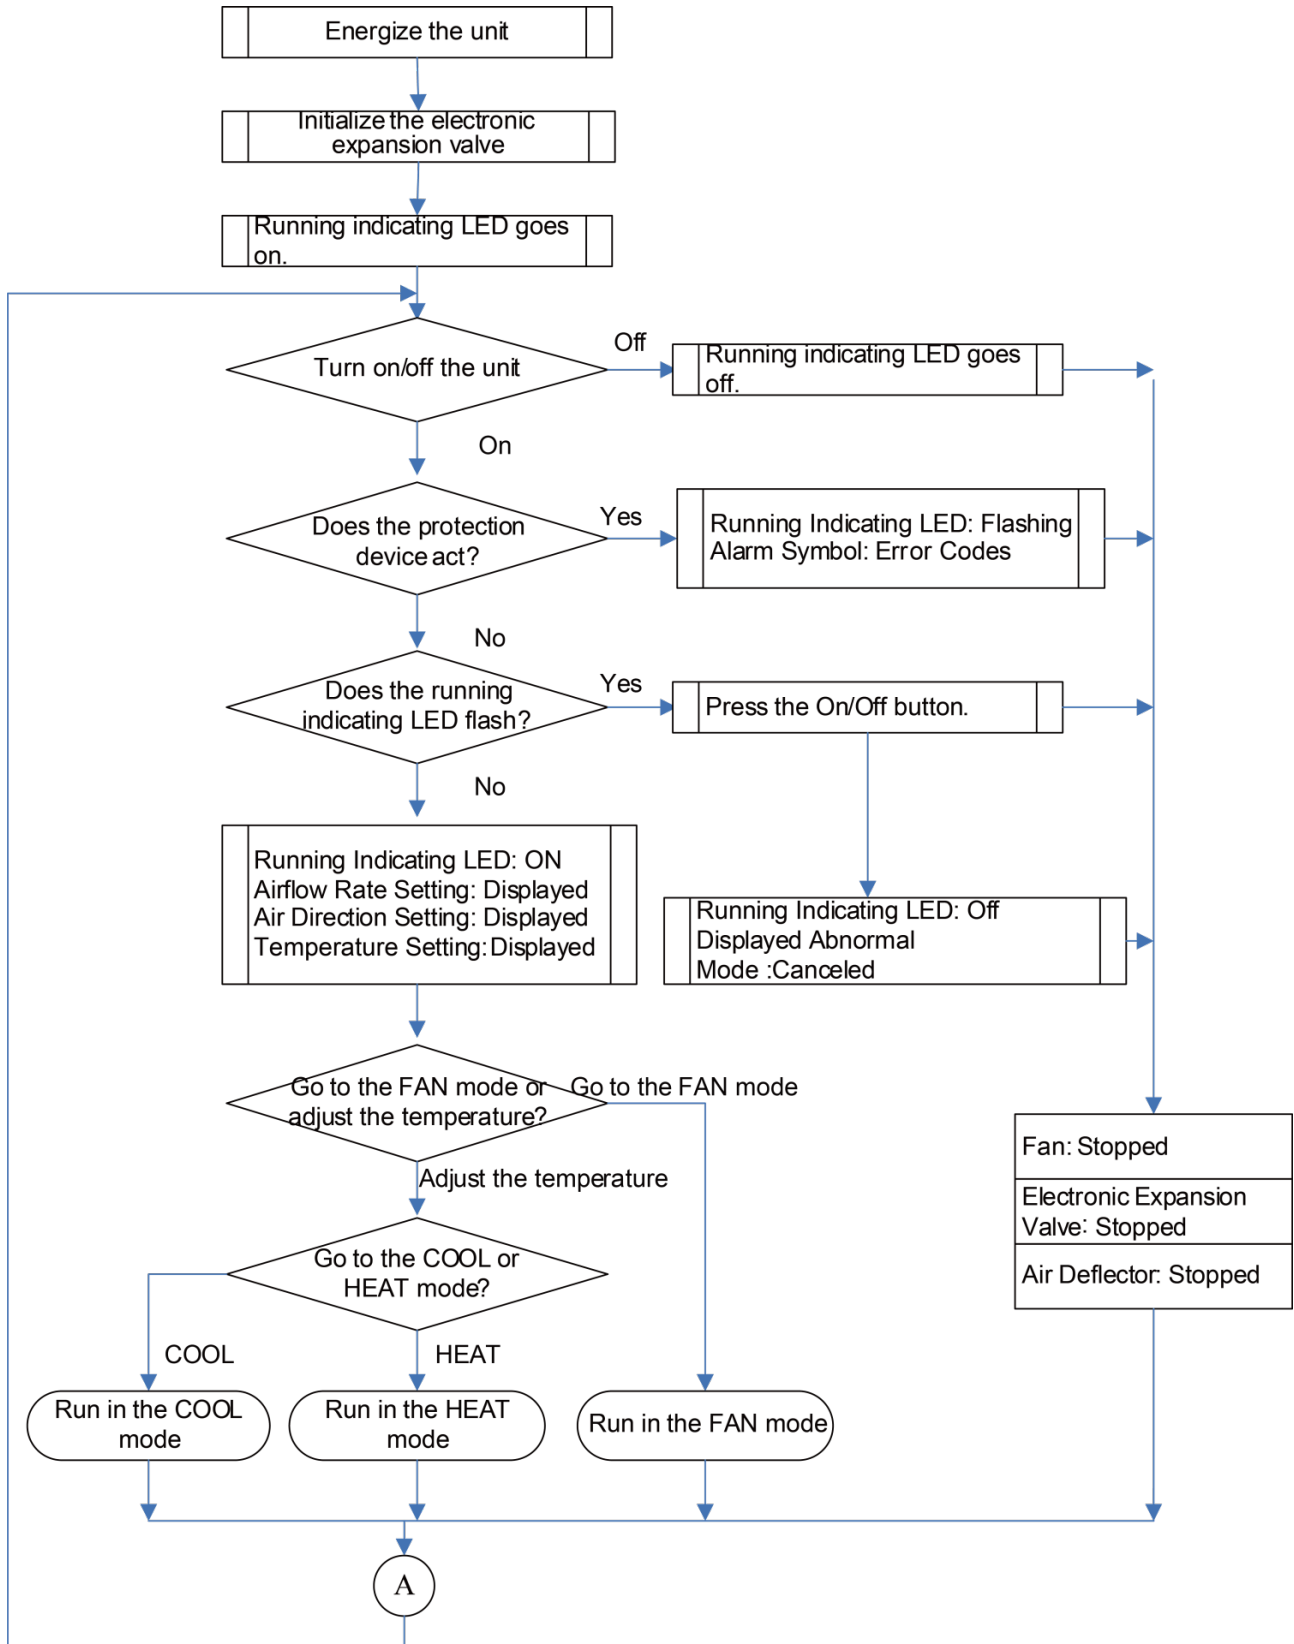 Energize the unit
Initialize the electronic
expansion valve
Running indicating LED goes
on.
Turn on/off the unit
Off
Running indicating LED goes
off.
On
Does the protection
device act?
Yes
Running Indicating LED: Flashing
Alarm Symbol: Error Codes
No
Does the running
indicating LED flash?
Yes
Press the On/Off button.
No
Running Indicating LED: ON
Airflow Rate Setting: Displayed
Air Direction Setting: Displayed
Temperature Setting: Displayed
Running Indicating LED: Off
Displayed Abnormal
Mode :Canceled
Go to the FAN mode or
adjust the temperature?
Go to the FAN mode
Adjust the temperature
Fan: Stopped
Electronic Expansion
Valve: Stopped
Air Deflector: Stopped
Go to the COOL or
HEAT mode?
COOL
HEAT
Run in the COOL
mode
Run in the HEAT
mode
Run in the FAN mode
A